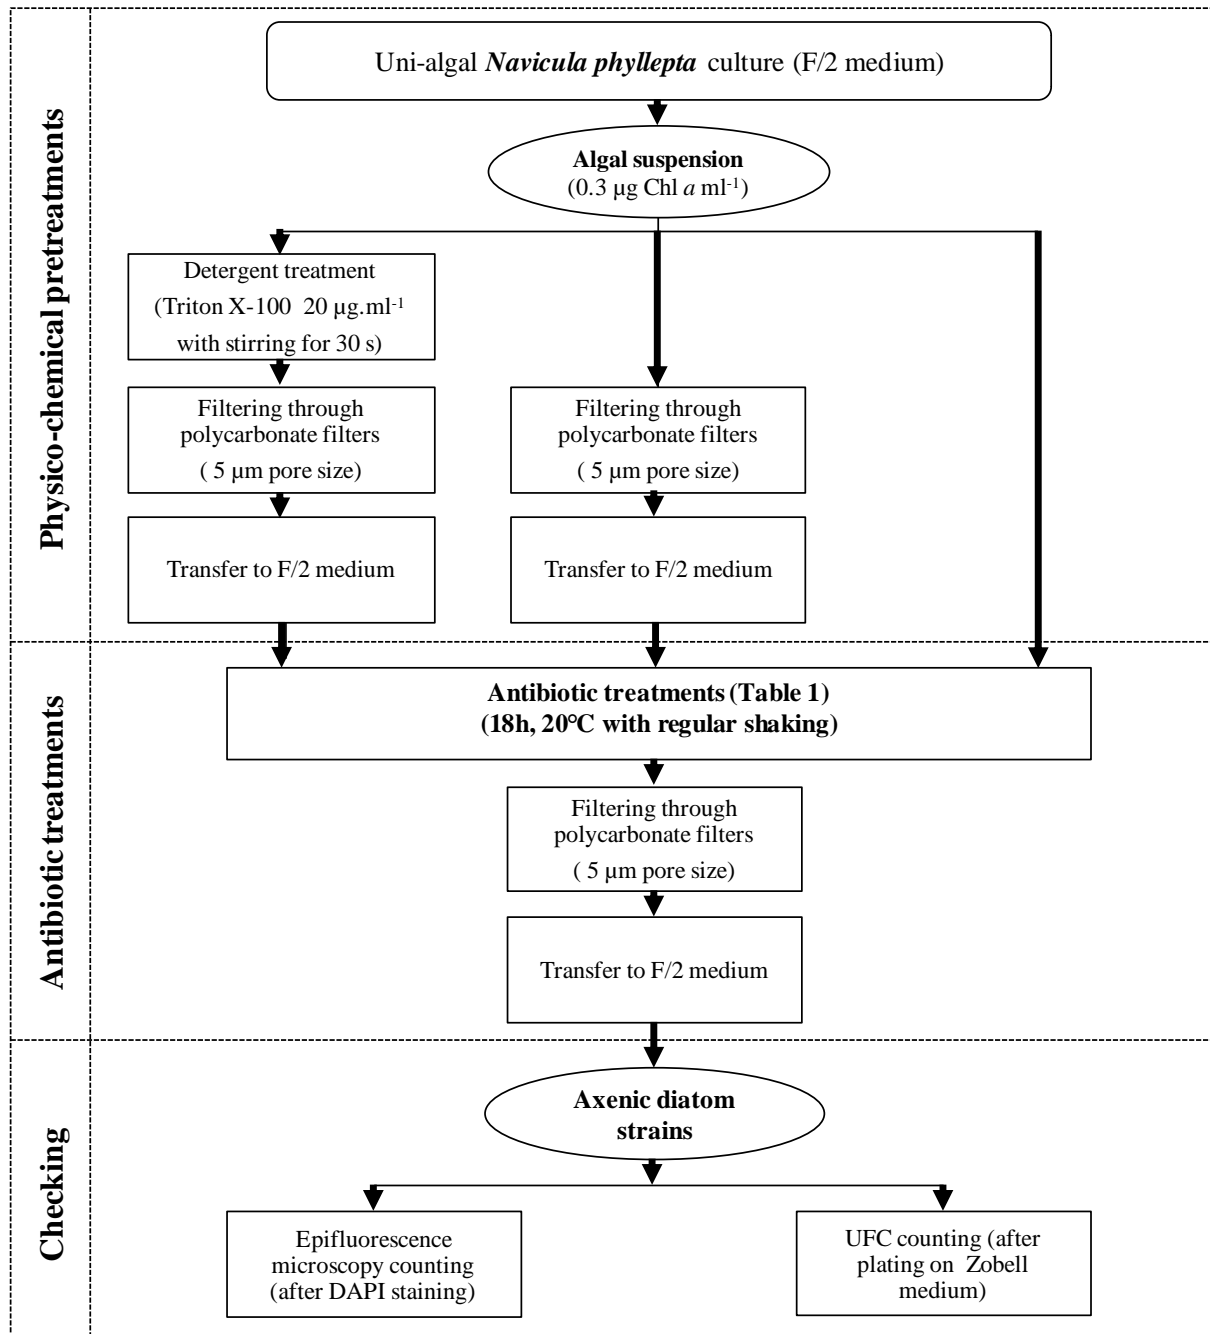 Uni-algal Navicula phyllepta culture (F/2 medium)
Algal suspension
(0.3 µg Chl a ml-1)
Physico-chemical pretreatments
Detergent treatment
(Triton X-100 20 µg.ml-1
with stirring for 30 s)
Filtering through
polycarbonate filters
( 5 µm pore size)
Filtering through
polycarbonate filters
( 5 µm pore size)
Transfer to F/2 medium
Transfer to F/2 medium
Antibiotic treatments
Antibiotic treatments (Table 1)
(18h, 20°C with regular shaking)
Filtering through
polycarbonate filters
( 5 µm pore size)
Transfer to F/2 medium
Checking
Axenic diatom
strains
Epifluorescence
microscopy counting
(after DAPI staining)
UFC counting (after
plating on Zobell
medium)